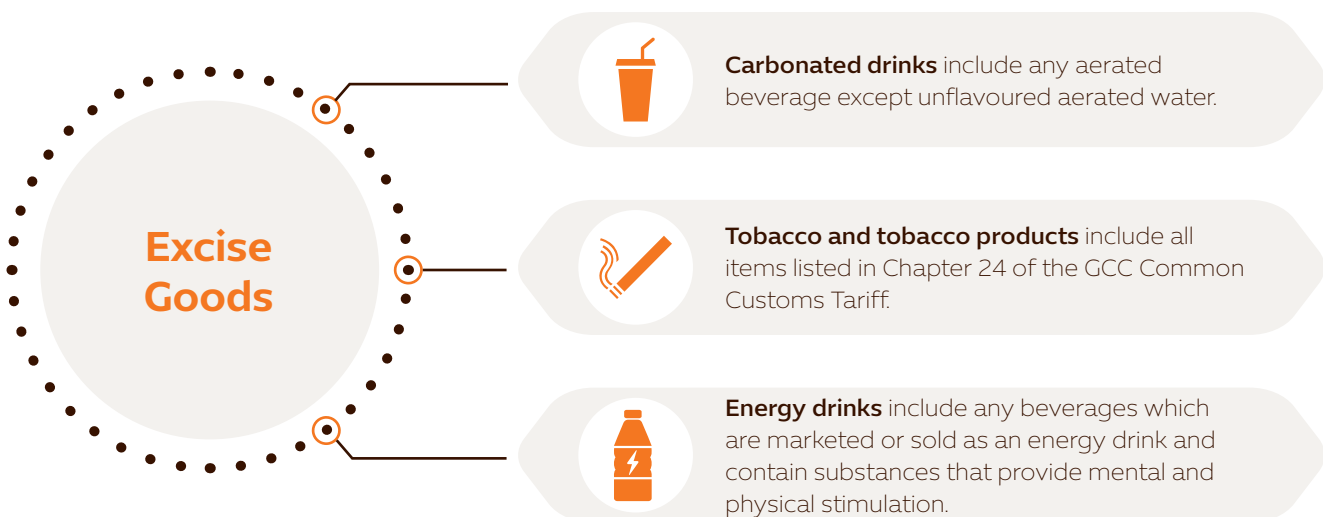 Excise
Goods
Carbonated drinks include any aerated
beverage except unflavoured aerated water.
Tobacco and tobacco products include all
items listed in Chapter 24 of the GCC Common
Customs Tariff.
Energy drinks include any beverages which
are marketed or sold as an energy drink and
contain substances that provide mental and
physical stimulation.